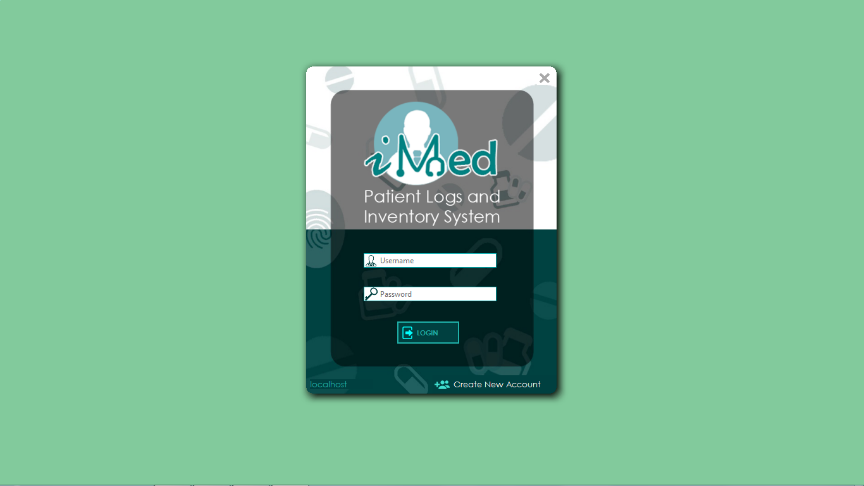 iMed
Patient Logs and
Inventory System
Username
Password
LOGIN
localhost
Create New Account